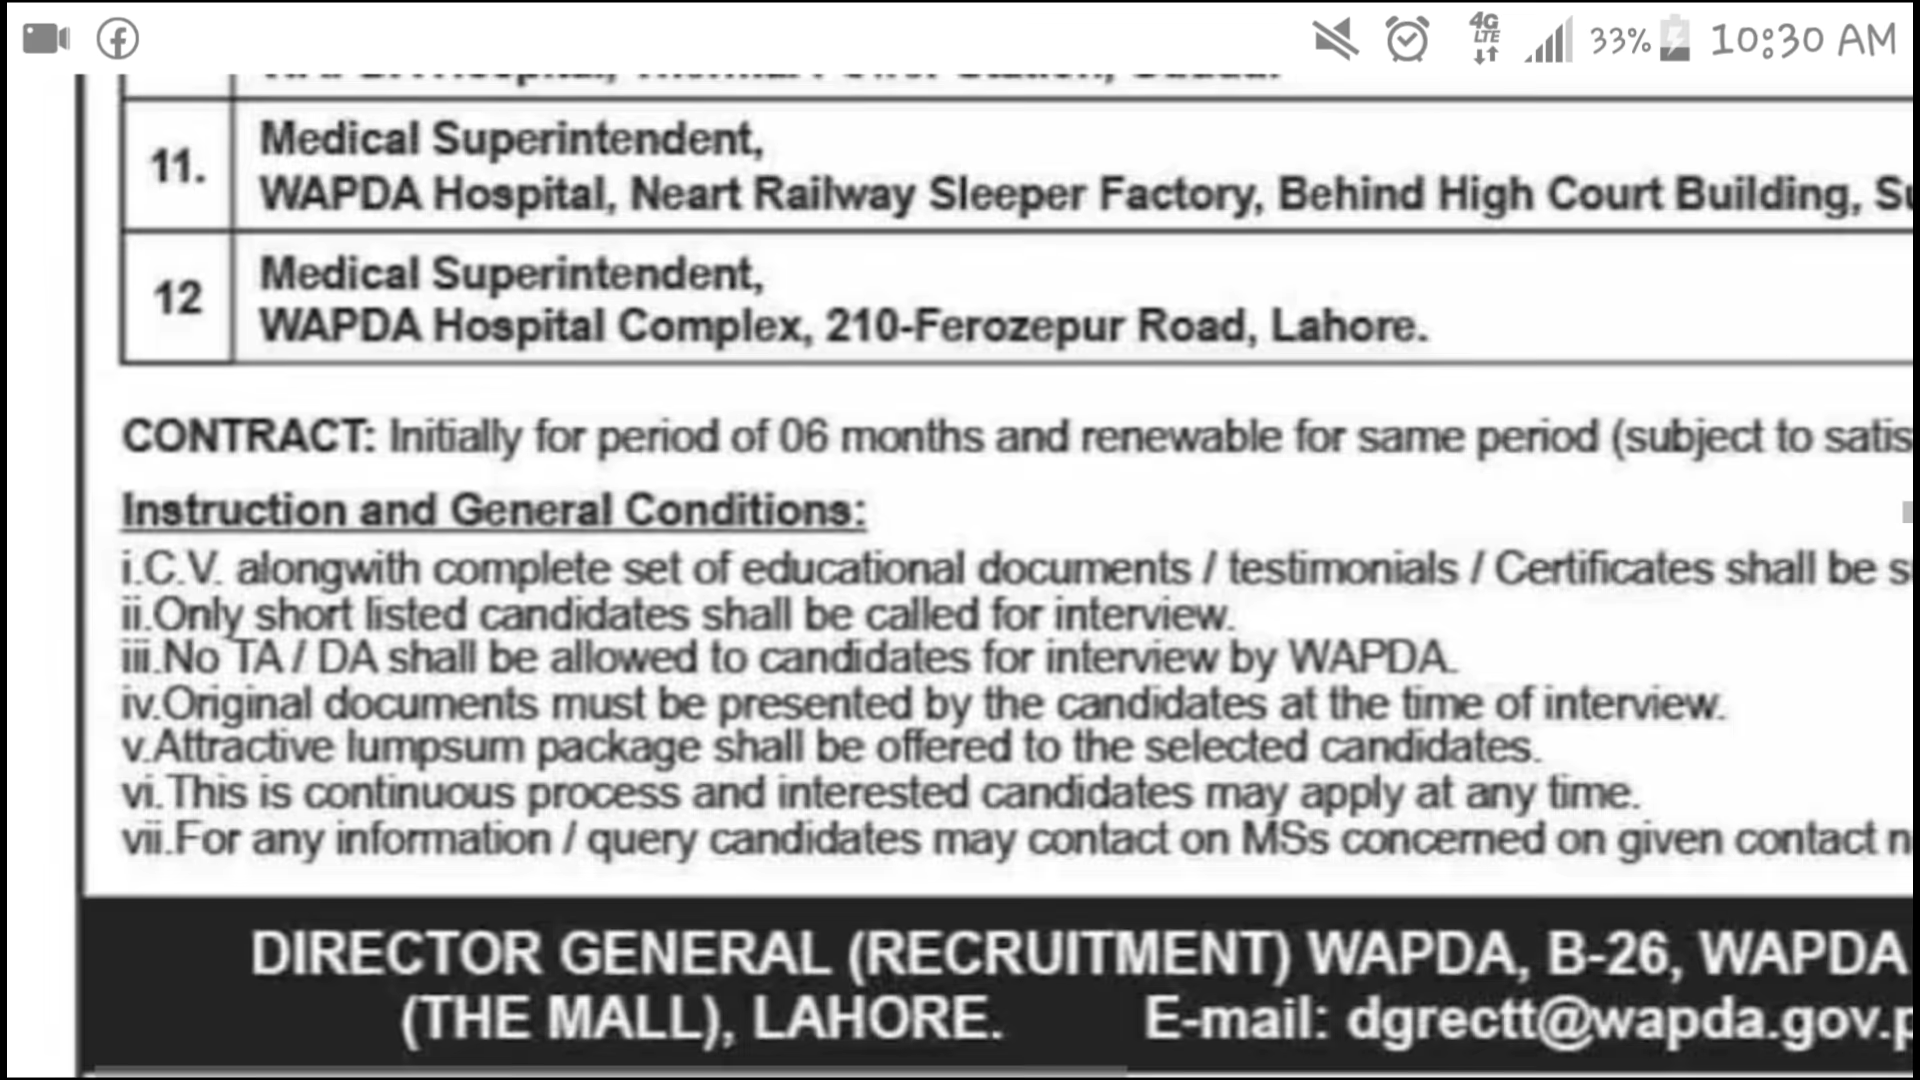 33% 10:30 AM
11. Medical Superintendent,
WAPDA Hospital, Neart Railway Sleeper Factory, Behind High Court Building,
12 Medical Superintendent,
WAPDA Hospital Complex, 210-Ferozepur Road, Lahore.
CONTRACT: Initially for period of 06 months and renewable for same period (subject to satis
Instruction and General Conditions:
i.C.V. alongwith complete set of educational documents / testimonials / Certificates shall be
ii.Only short listed candidates shall be called for interview.
iii.No TA / DA shall be allowed to candidates for interview by WAPDA.
iv.Original documents must be presented by the candidates at the time of interview.
v.Attractive lumpsum package shall be offered to the selected candidates.
vi.This is continuous process and interested candidates may apply at any time.
vii.For any information / query candidates may contact on MSs concerned on given contact
DIRECTOR GENERAL (RECRUITMENT) WAPDA, B-26, WAPDA
(THE MALL), LAHORE. E-mail: dgrectt@wapda.gov.p